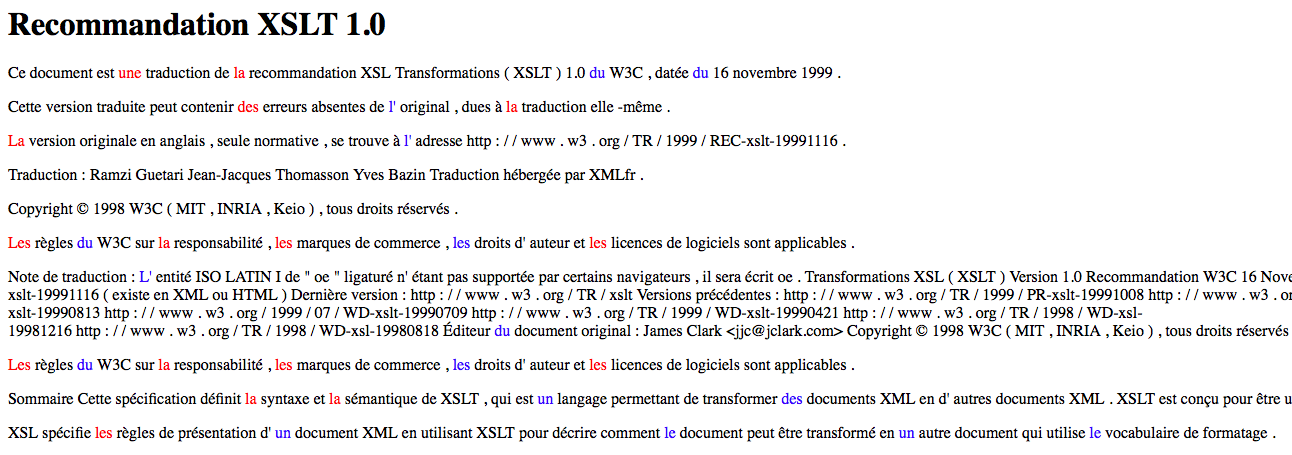 Recommandation XSLT 1.0
Ce document est une traduction de la recommandation XSL Transformations ( XSLT ) 1.0 du W3C , datée du 16 novembre 1999 .
Cette version traduite peut contenir des erreurs absentes de l' original , dues à la traduction elle -même .
La version originale en anglais , seule normative , se trouve à l' adresse http : / / www . w3 . org / TR / 1999 / REC-xslt-19991116 .
Traduction : Ramzi Guetari Jean-Jacques Thomasson Yves Bazin Traduction hébergée par XMLfr .
Copyright © 1998 W3C ( MIT , INRIA , Keio ) , tous droits réservés .
Les règles du W3C sur la responsabilité , les marques de commerce , les droits d' auteur et les licences de logiciels sont applicables .
Note de traduction : L' entité ISO LATIN I de " oe " ligaturé n' étant pas supportée par certains navigateurs , il sera écrit oe . Transformations XSL ( XSLT ) Version 1.0 Recommandation W3C 16 Nove
xslt-19991116 ( existe en XML ou HTML ) Dernière version : http : / / www . w3 . org / TR / xslt Versions précédentes : http : / / www . w3 . org / TR / 1999 / PR-xslt-19991008 http : / / www . w3 . or
xslt-19990813 http : / / www . w3 . org / 1999 / 07 / WD-xslt-19990709 http : / / www . w3 . org / TR / 1999 / WD-xslt-19990421 http : / / www . w3 . org / TR / 1998 / WD-xsl-
19981216 http : / / www . w3 . org / TR / 1998 / WD-xsl-19980818 Éditeur du document original : James Clark <jjc@jclark.com> Copyright © 1998 W3C ( MIT , INRIA , Keio ) , tous droits réservés
Les règles du W3C sur la responsabilité , les marques de commerce , les droits d' auteur et les licences de logiciels sont applicables .
Sommaire Cette spécification définit la syntaxe et la sémantique de XSLT , qui est un langage permettant de transformer des documents XML en d' autres documents XML . XSLT est conçu pour être u
XSL spécifie les règles de présentation d' un document XML en utilisant XSLT pour décrire comment le document peut être transformé en un autre document qui utilise le vocabulaire de formatage .